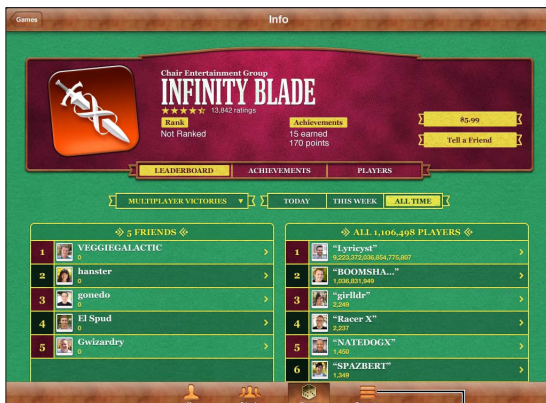 Games
Info
Chair Entertainment Group
INFINITY BLADE
13,842 ratings
Rank
Not Ranked
Achievements
15 earned
170 points
$5.99
Tell a Friend
LEADERBOARD
ACHIEVEMENTS
PLAYERS
MULTIPLAYER VICTORIES
TODAY
THIS WEEK
ALL TIME
5 FRIENDS
1 VEGGIEGALACTIC
0
2 hanster
0
3 gonedo
0
4 El Spud
0
5 Gwizardry
0
ALL 1,106,498 PLAYERS
1 "Lyricyst"
9,223,372,036,854,775,807
2 "BOOMSHA..."
1,036,831,949
3 "girlldr"
2,249
4 "Racer X"
2,237
5 "NATEDOGX"
1,450
6 "SPAZBERT"
1,349